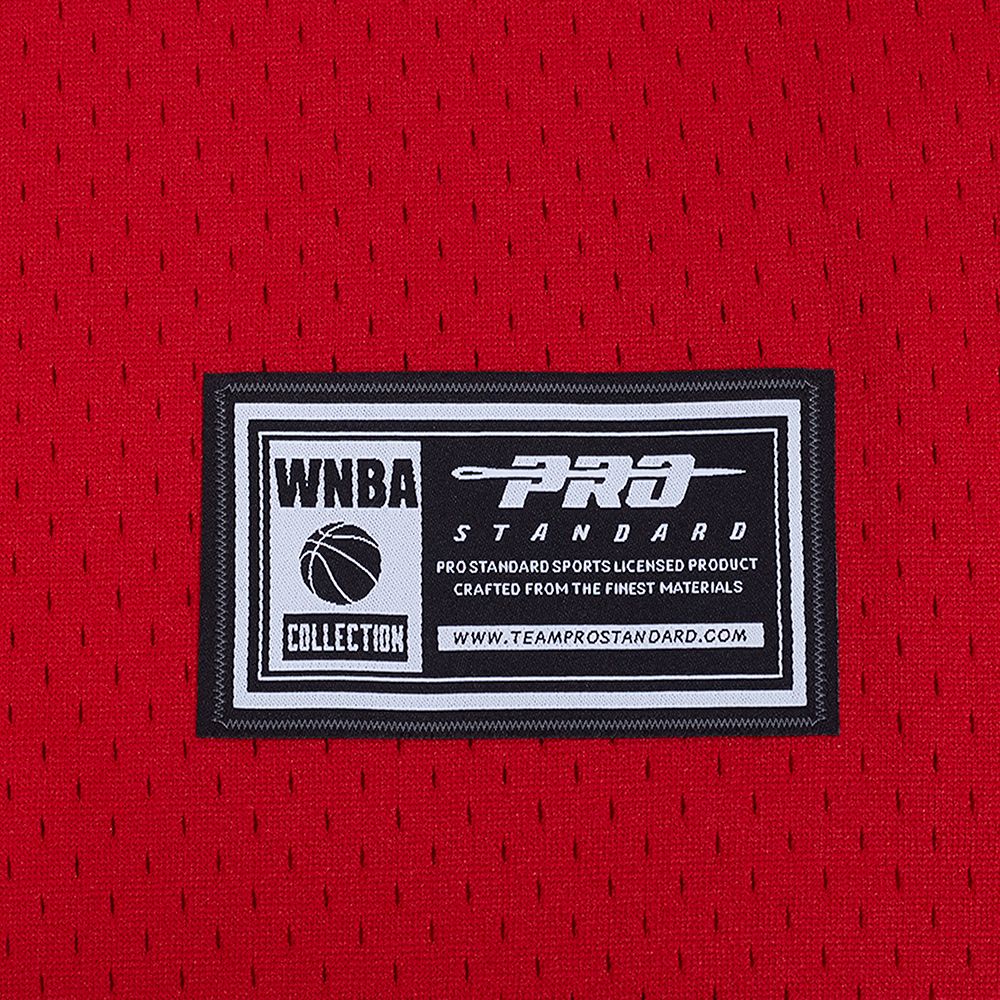 WNBA
COLLECTION
PRO
STANDARD
PRO STANDARD SPORTS LICENSED PRODUCT
CRAFTED FROM THE FINEST MATERIALS
WWW.TEAMPROSTANDARD.COM